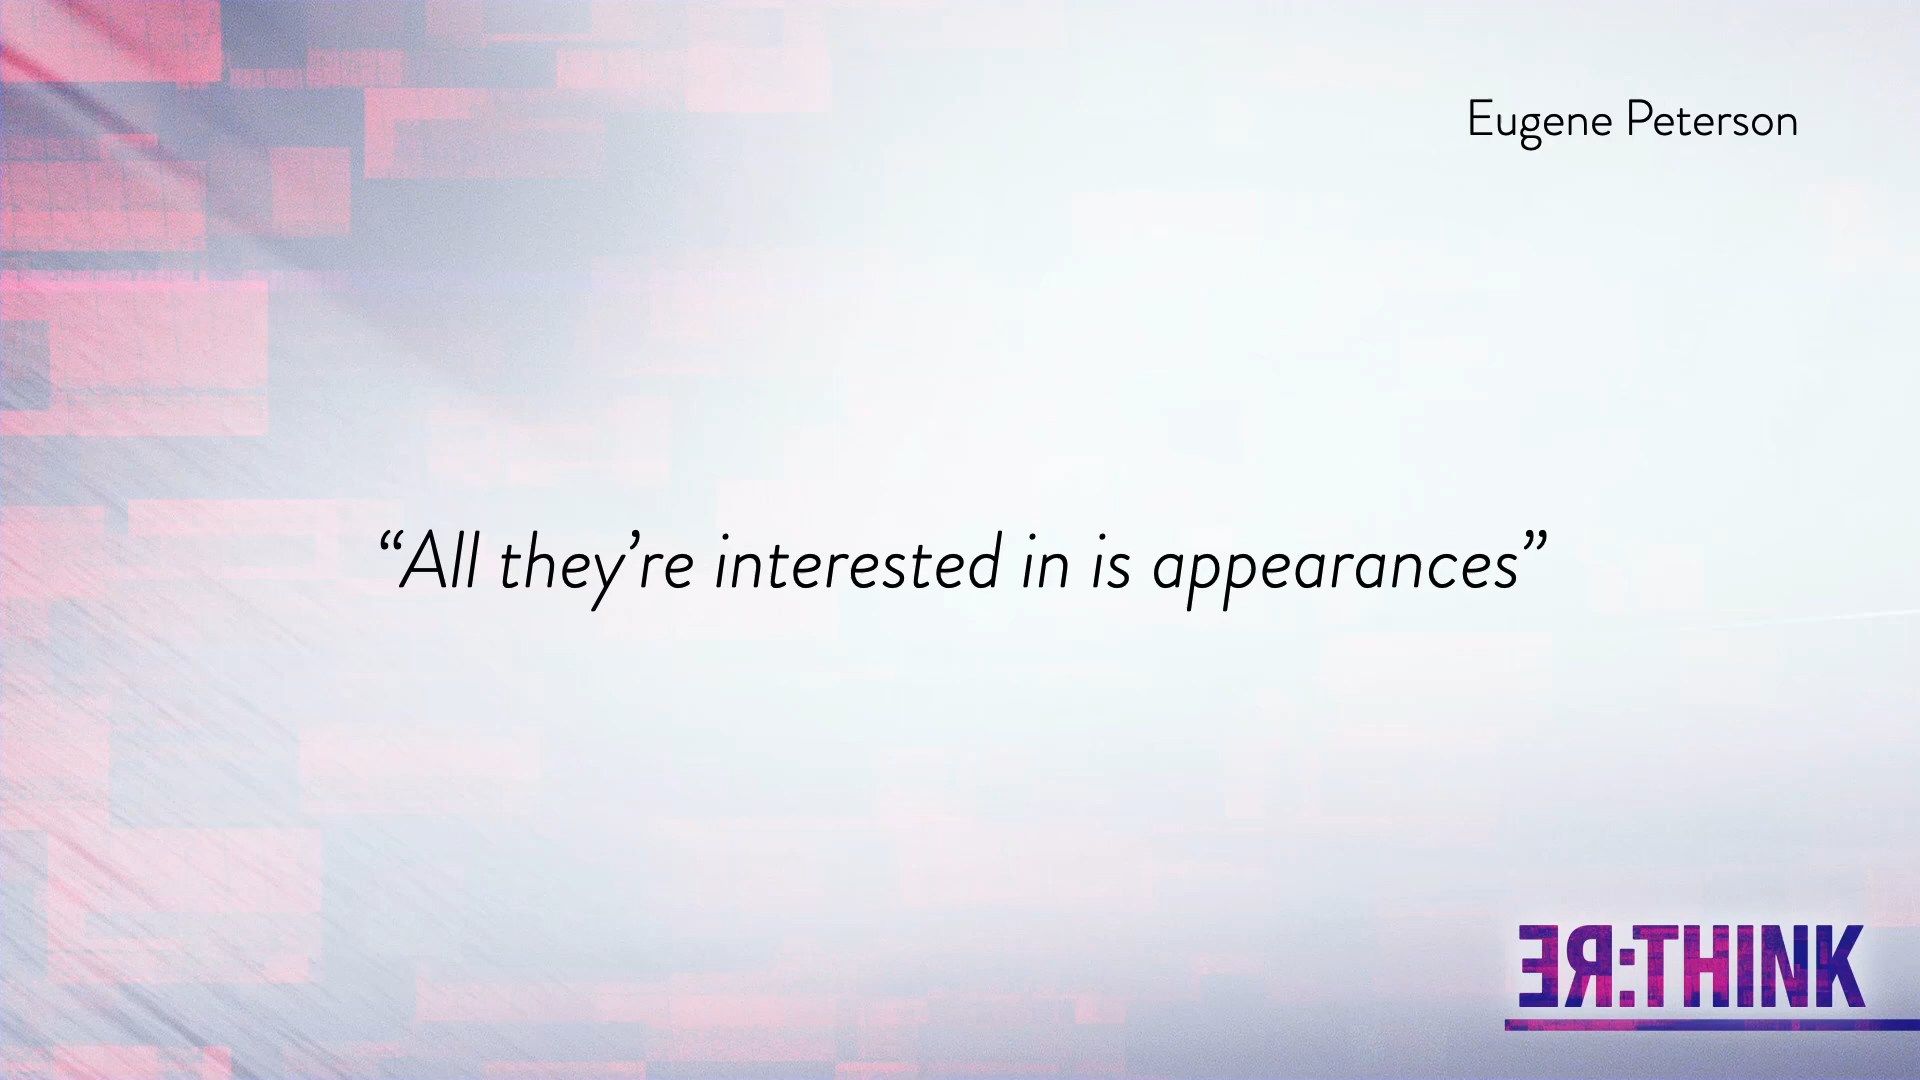 Eugene Peterson
“All they’re interested in is appearances”
RE:THINK